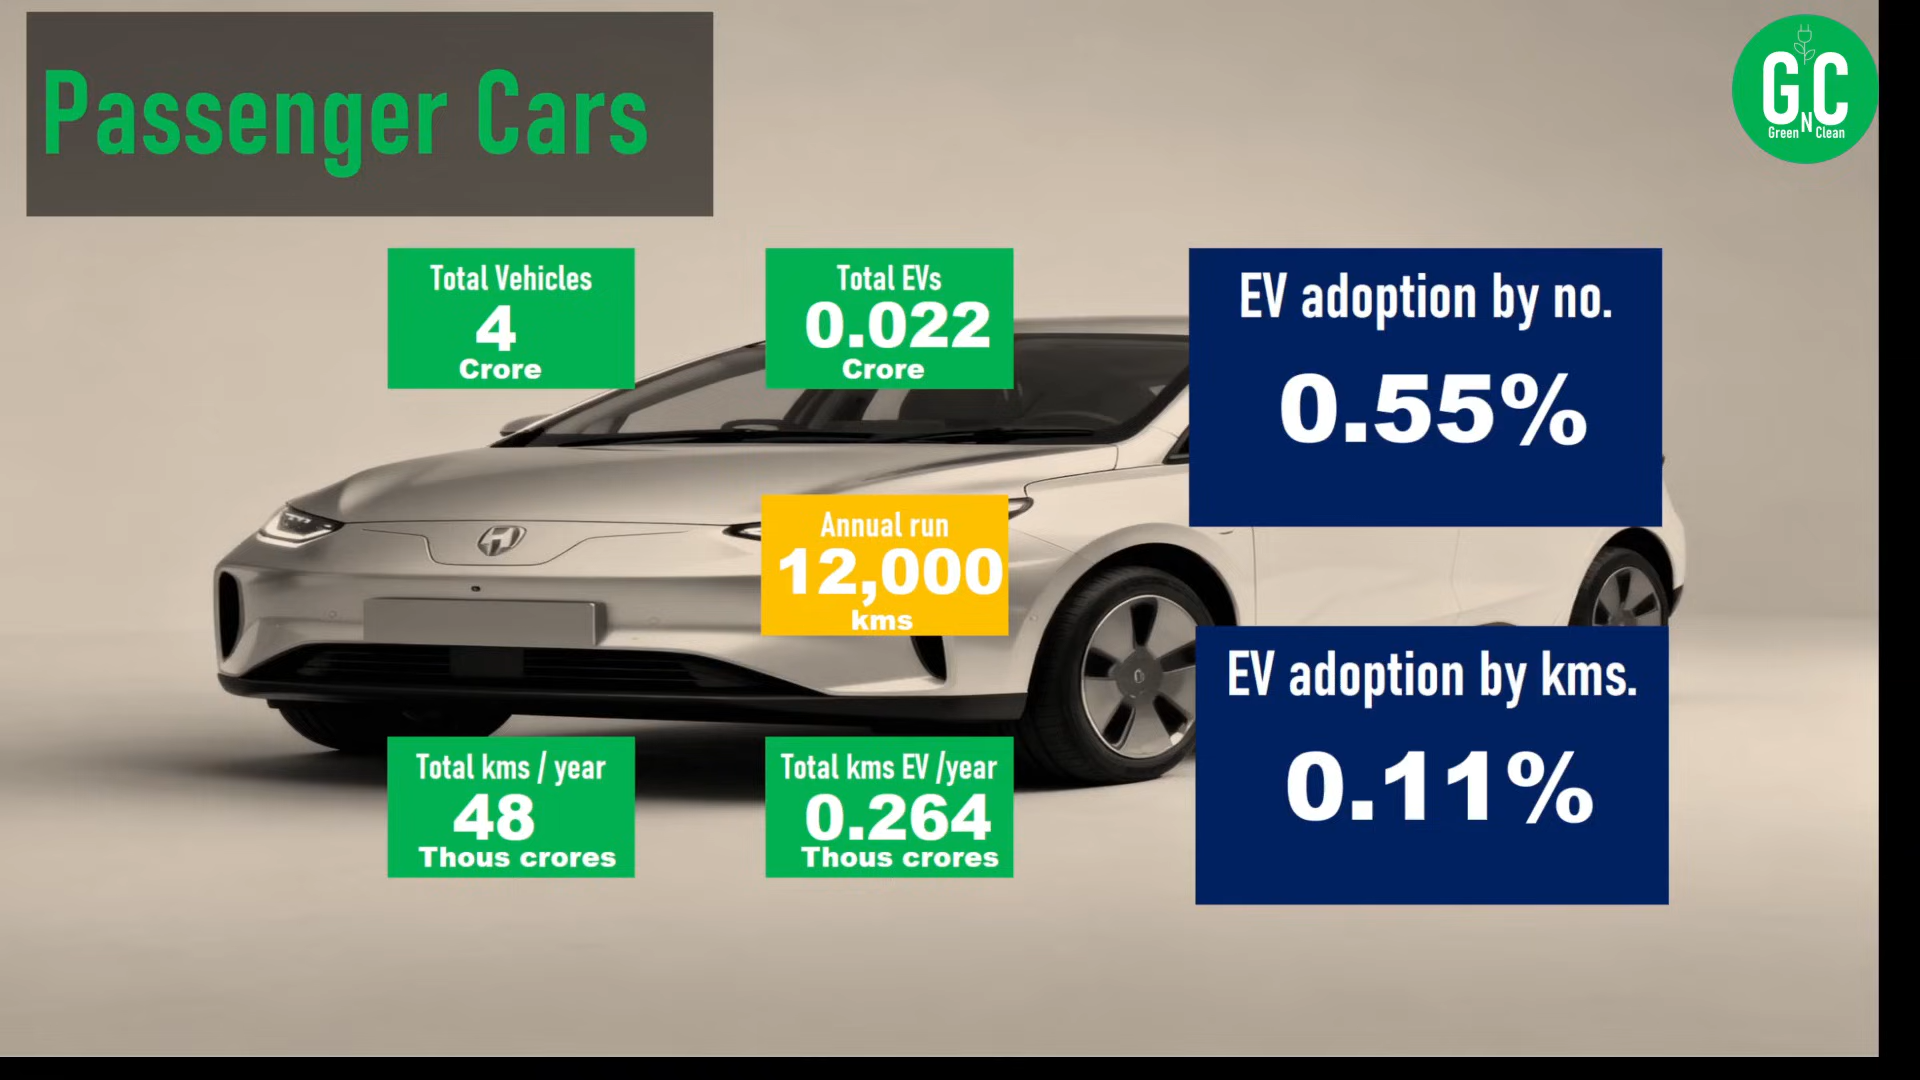 Passenger Cars
GNC
Green Clean
Total Vehicles
4
Crore
Total EVs
0.022
Crore
EV adoption by no.
0.55%
Annual run
12,000
kms
EV adoption by kms.
0.11%
Total kms / year
48
Thous crores
Total kms EV /year
0.264
Thous crores